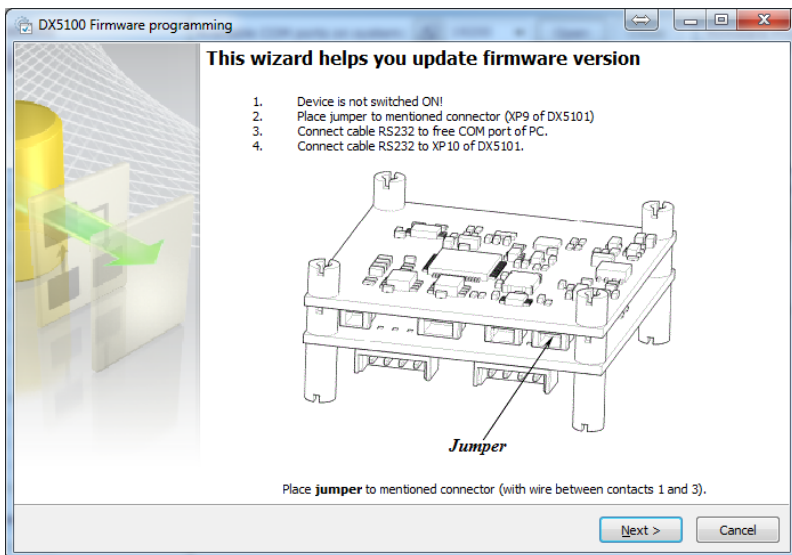 DX5100 Firmware programming
This wizard helps you update firmware version
1. Device is not switched ON!
2. Place jumper to mentioned connector (XP9 of DX5101)
3. Connect cable RS232 to free COM port of PC.
4. Connect cable RS232 to XP10 of DX5101.
Jumper
Place jumper to mentioned connector (with wire between contacts 1 and 3).
Next > Cancel